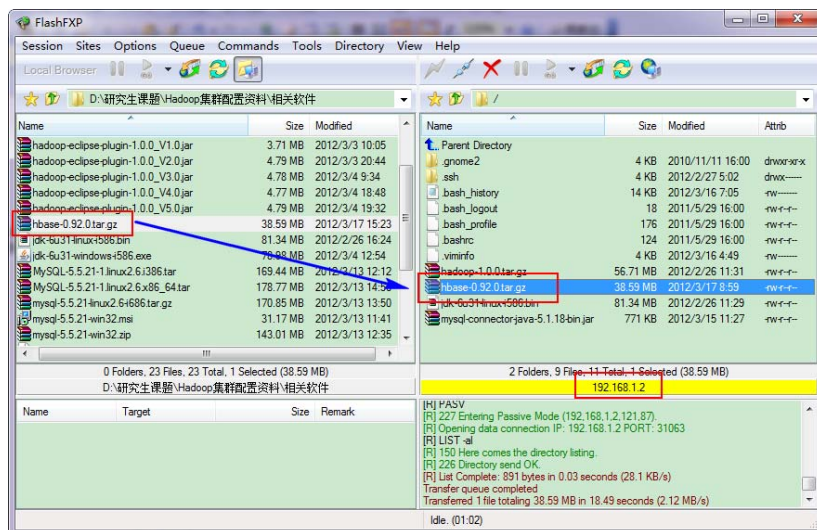 FlashFXP
Session Sites Options Queue Commands Tools Directory View Help
Local Browser
D:\研究生课题\Hadoop集群配置资料\相关软件
Name Size Modified
hadoop-eclipse-plugin-1.0.0_V1.0.jar 3.71 MB 2012/3/3 10:05
hadoop-eclipse-plugin-1.0.0_V2.0.jar 4.79 MB 2012/3/3 20:44
hadoop-eclipse-plugin-1.0.0_V3.0.jar 4.78 MB 2012/3/4 9:34
hadoop-eclipse-plugin-1.0.0_V4.0.jar 4.77 MB 2012/3/4 18:48
hadoop-eclipse-plugin-1.0.0_V5.0.jar 4.79 MB 2012/3/4 19:32
hbase-0.92.0.tar.gz 38.59 MB 2012/3/17 15:23
jdk-6u31-linux-i586.bin 81.34 MB 2012/2/26 16:24
jdk-6u31-windows-i586.exe MB 2012/3/4 12:54
MySQL-5.5.21-1.linux2.6.i386.tar 169.44 MB 2012/3/13 12:12
MySQL-5.5.21-1.linux2.6.x86_64.tar 178.77 MB 2012/3/13
mysql-5.5.21-linux2.6-i686.tar.gz 170.85 MB 2012/3/13 13:50
mysql-5.5.21-win32.msi 31.17 MB 2012/3/13 11:41
mysql-5.5.21-win32.zip 143.01 MB 2012/3/13 12:35
0 Folders, 23 Files, 23 Total, 1 Selected (38.59 MB)
D:\研究生课题\Hadoop集群配置资料\相关软件
Name Target Size Remark
/
Name Size Modified Attrib
Parent Directory
.gnome2 4 KB 2010/11/11 16:00 drwxr-xr-x
.ssh 4 KB 2012/2/27 5:02 drwx------
.bash_history 14 KB 2012/3/16 7:05 -rw-------
.bash_logout 18 2011/5/29 16:00 -rw-r--r--
.bash_profile 176 2011/5/29 16:00 -rw-r--r--
.bashrc 124 2011/5/29 16:00 -rw-r--r--
.viminfo 3 KB 2012/3/16 4:49 -rw-------
hadoop-1.0.0.tar.gz 56.71 MB 2012/2/26 11:31 -rw-r--r--
hbase-0.92.0.tar.gz 38.59 MB 2012/3/17 8:59 -rw-r--r--
jdk-6u31-linux-i586.bin 81.34 MB 2012/2/26 11:29 -rw-r--r--
mysql-connector-java-5.1.18-bin.jar 771 KB 2012/3/15 11:27 -rw-r--r--
2 Folders, 9 Files, 11 Total, 1 Selected (38.59 MB)
192.168.1.2
[R] PASV
[R] 227 Entering Passive Mode (192,168,1,2,121,87).
[R] Opening data connection IP: 192.168.1.2 PORT: 31063
[R] LIST -al
[R] 150 Here comes the directory listing.
[R] 226 Directory send OK.
[R] List Complete: 891 bytes in 0.03 seconds (28.1 KB/s)
Transfer queue completed
Transferred 1 file totaling 38.59 MB in 18.49 seconds (2.12 MB/s)
Idle. (01:02)